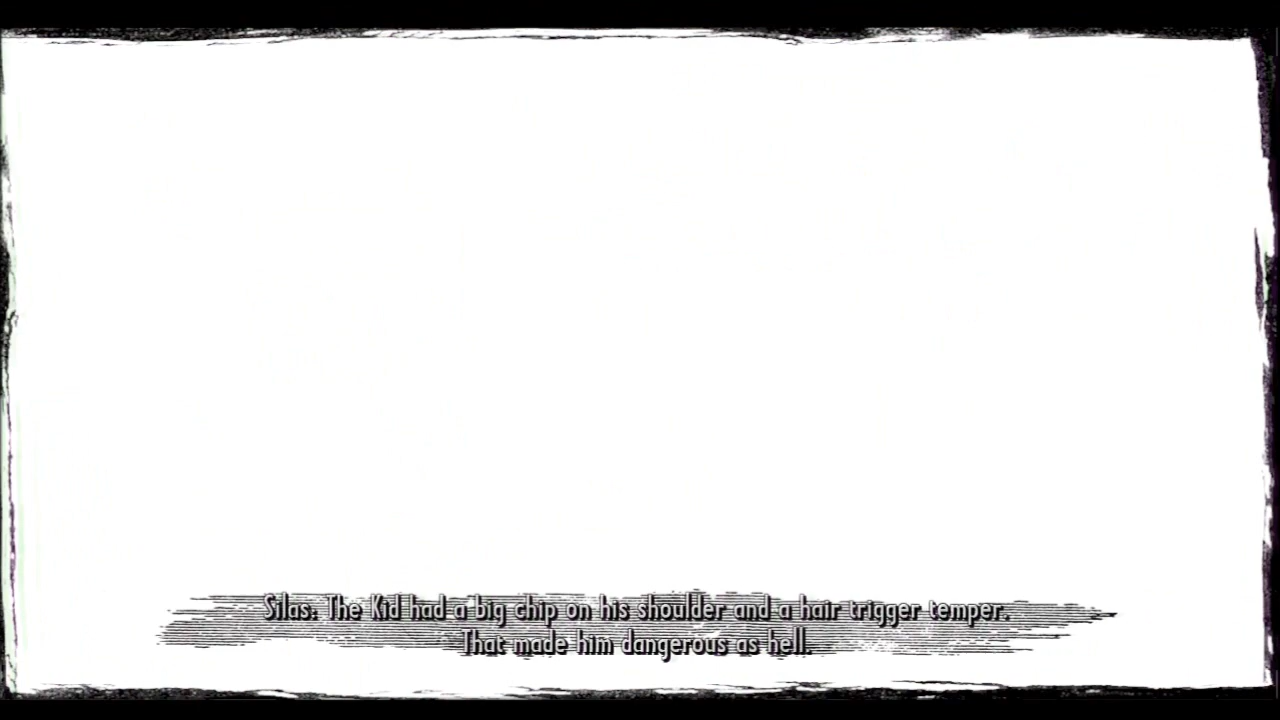 Silas: The Kid had a big chip on his shoulder and a hair trigger temper.
That made him dangerous as hell.